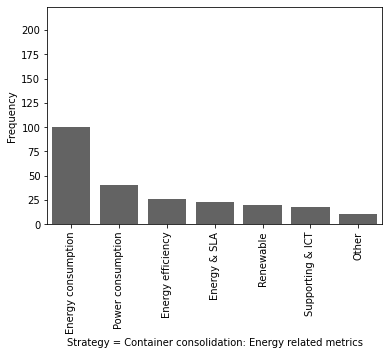 200
175
150
125
100
75
50
25
0
Frequency
Energy consumption
Power consumption
Energy efficiency
Energy & SLA
Renewable
Supporting & ICT
Other
Strategy = Container consolidation: Energy related metrics